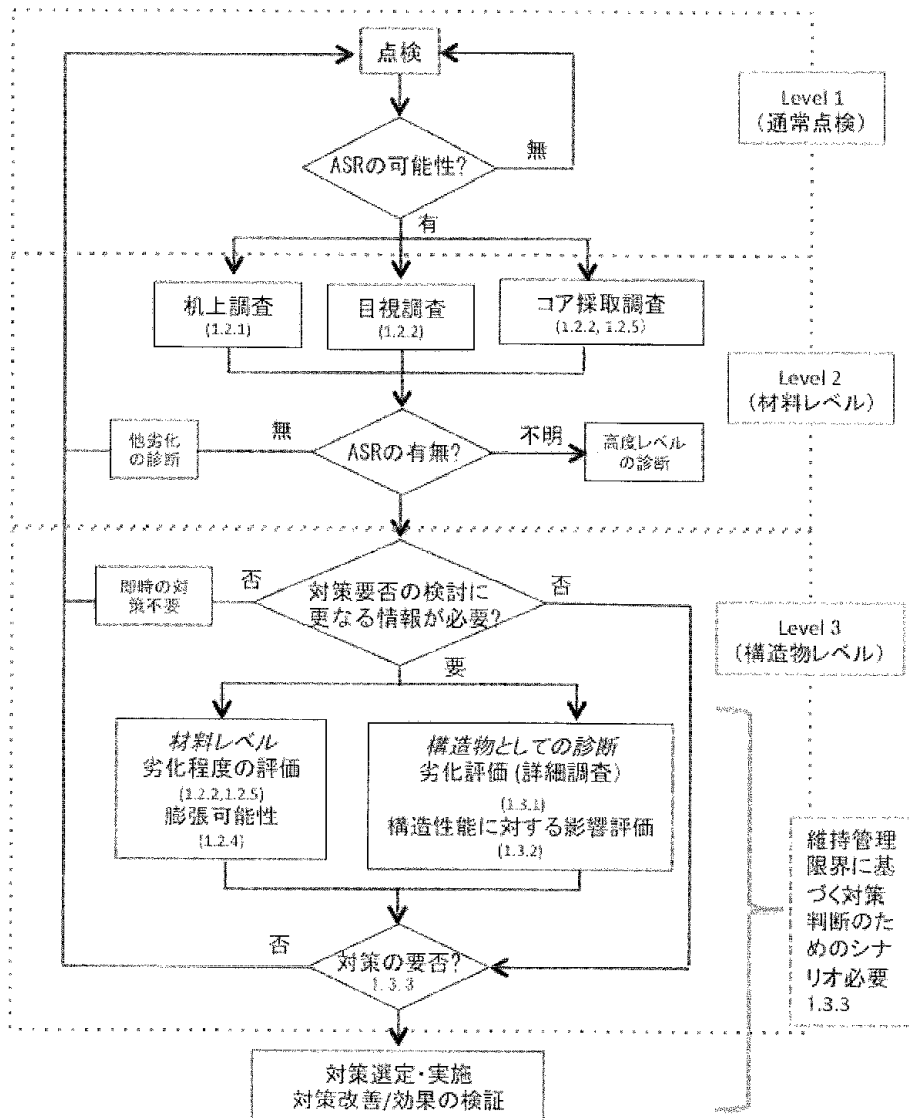 点検
Level 1
（通常点検）
ASRの可能性?
無
有
机上調査
(1.2.1)
目視調査
(1.2.2)
コア採取調査
(1.2.2, 1.2.5)
Level 2
（材料レベル）
他劣化
の診断
無
ASRの有無?
不明
高度レベル
の診断
即時の対
策不要
否
対策要否の検討に
更なる情報が必要?
否
Level 3
（構造物レベル）
要
材料レベル
劣化程度の評価
(1.2.2,1.2.5)
膨張可能性
(1.2.4)
構造物としての診断
劣化評価 (詳細調査）
(1.3.1)
構造性能に対する影響評価
(1.3.2)
維持管理
限界に基
づく対策
判断のた
めのシナ
リオ必要
1.3.3
否
対策の要否?
1.3.3
対策選定・実施
対策改善/効果の検証